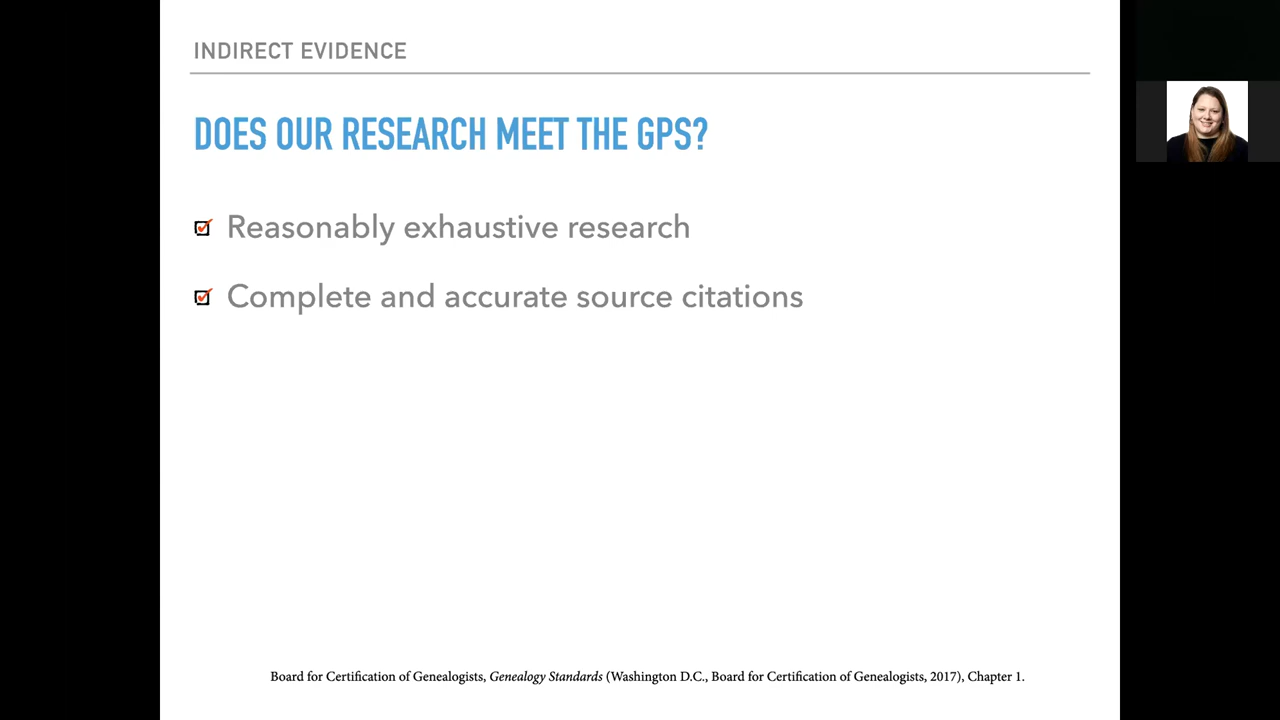 INDIRECT EVIDENCE
DOES OUR RESEARCH MEET THE GPS?
Reasonably exhaustive research
Complete and accurate source citations
Board for Certification of Genealogists, Genealogy Standards (Washington D.C., Board for Certification of Genealogists, 2017), Chapter 1.